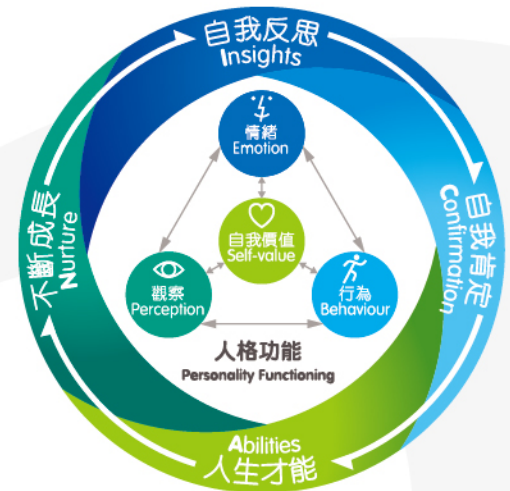 自我反思
Insights
自我肯定
Confirmation
Abilities
人生才能
不斷成長
Nurture
情緒
Emotion
自我價值
Self-value
觀察
Perception
行為
Behaviour
人格功能
Personality Functioning